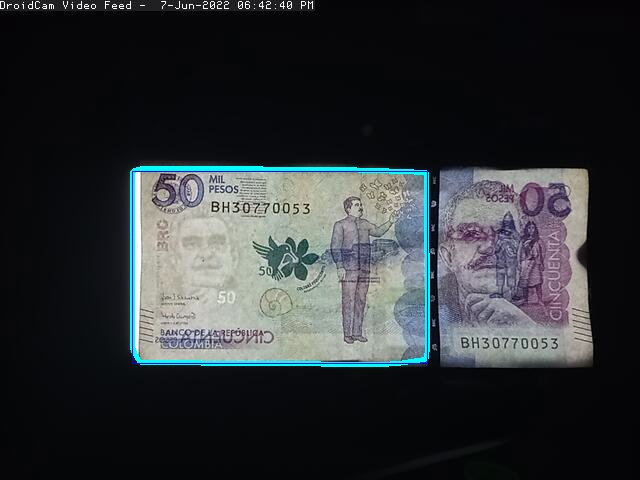 DroidCam Video Feed - 7-Jun-2022 06:42:40 PM
50 MIL
PESOS
BH30770053
50
50
BANCO DE LA REPÚBLICA
CINCUENTA
COLOMBIA
50 MIL
PESOS
CINCUENTA
BH30770053